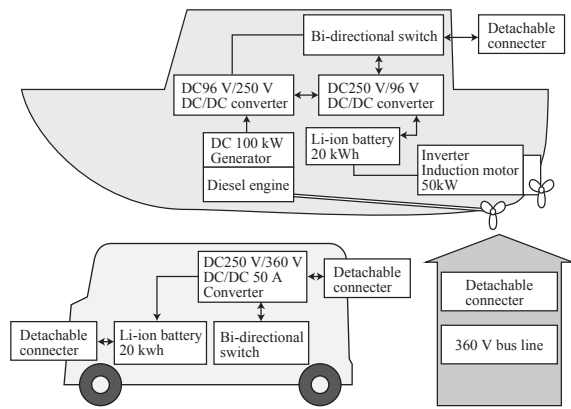 Bi-directional switch
Detachable
connecter
DC96 V/250 V
DC/DC converter
DC250 V/96 V
DC/DC converter
DC 100 kW
Generator
Diesel engine
Li-ion battery
20 kWh
Inverter
Induction motor
50kW
DC250 V/360 V
DC/DC 50 A
Converter
Detachable
connecter
Detachable
connecter
Li-ion battery
20 kwh
Bi-directional
switch
Detachable
connecter
360 V bus line